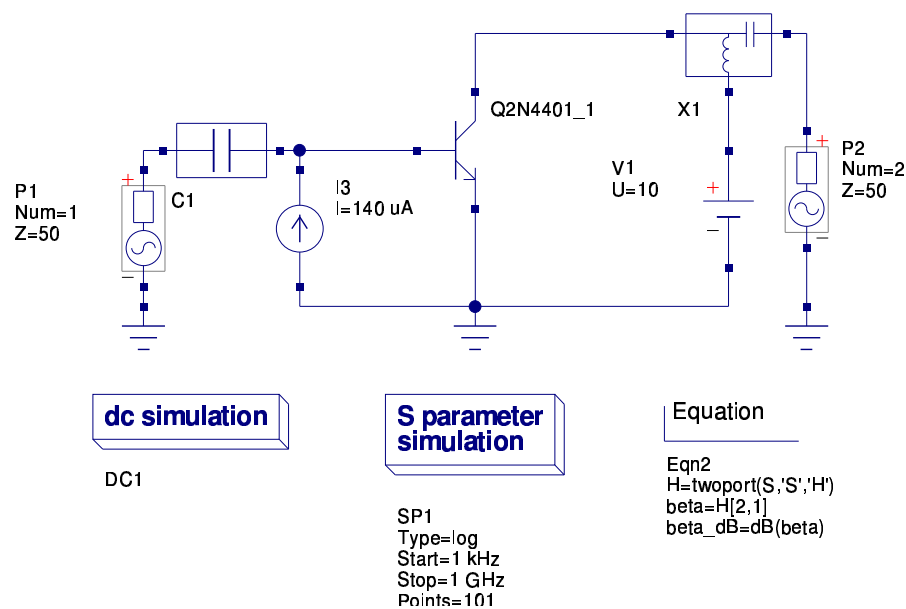 P1
Num=1
Z=50
C1
I3
I=140 uA
Q2N4401_1
X1
V1
U=10
P2
Num=2
Z=50
dc simulation
DC1
S parameter
simulation
SP1
Type=log
Start=1 kHz
Stop=1 GHz
Points=101
Equation
Eqn2
H=twoport(S,'S','H')
beta=H[2,1]
beta_dB=dB(beta)